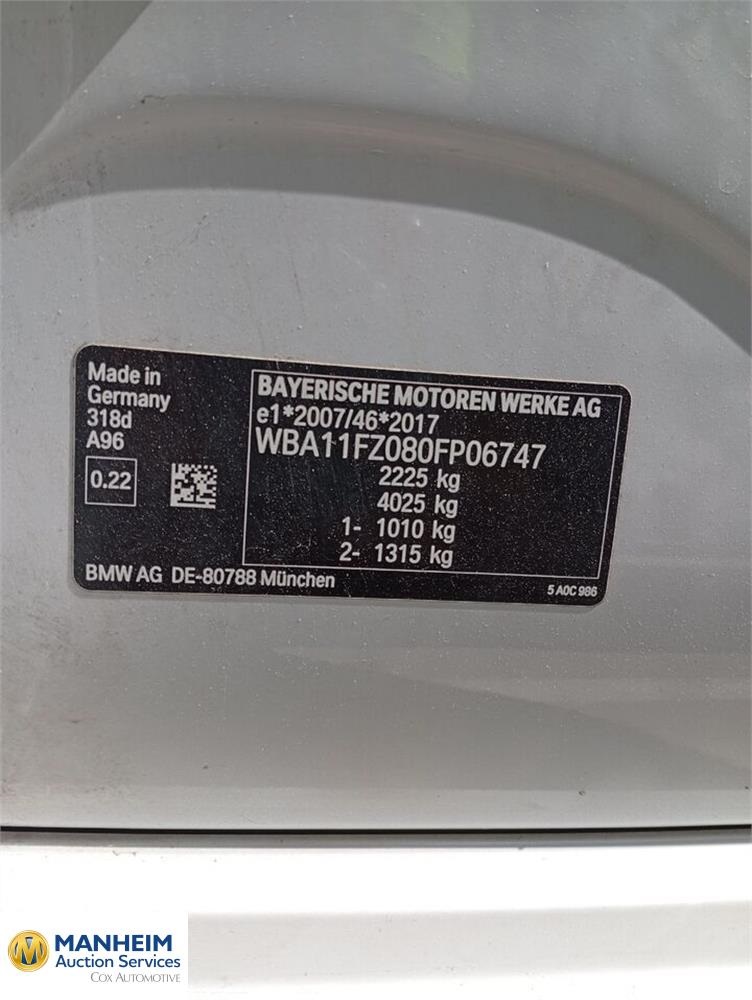 Made in
Germany
318d
A96
0.22
BAYERISCHE MOTOREN WERKE AG
e1*2007/46*2017
WBA11FZ080FP06747
2225 kg
4025 kg
1- 1010 kg
2- 1315 kg
BMW AG DE-80788 München
5 A0C 986
MANHEIM
Auction Services
COX AUTOMOTIVE